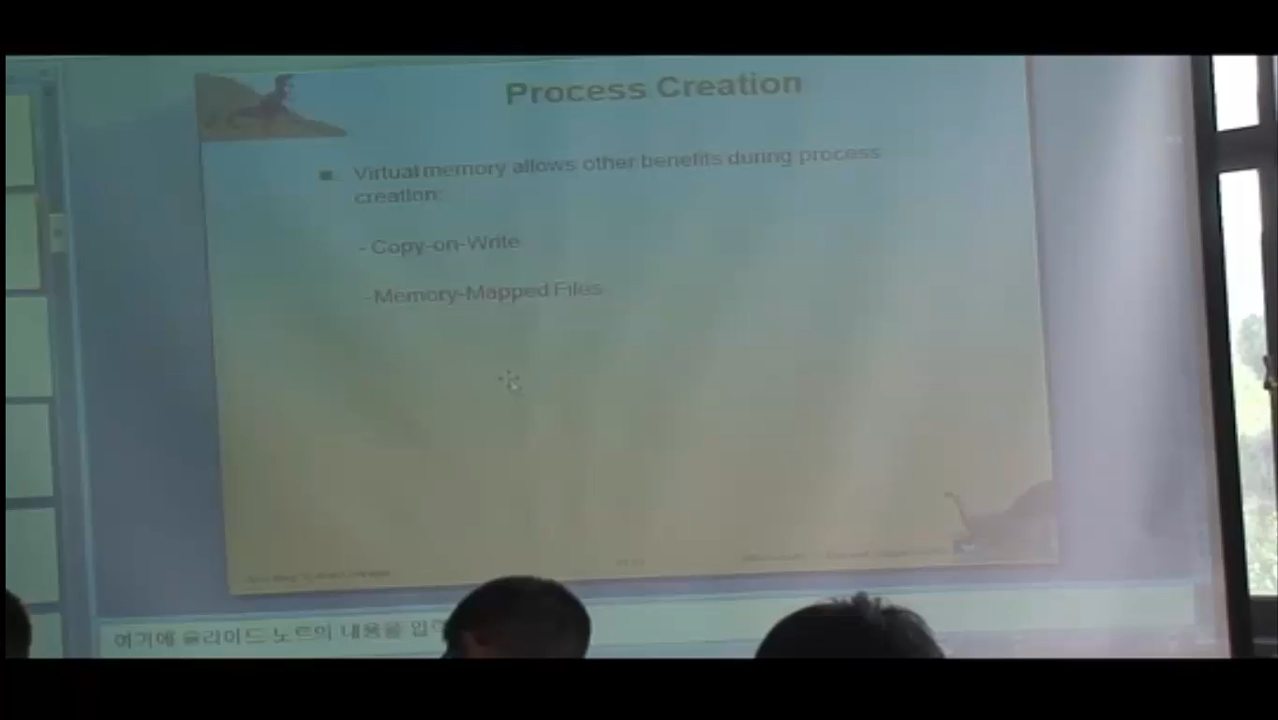 Process Creation
■ Virtual memory allows other benefits during process
creation:
- Copy-on-Write
- Memory-Mapped Files
여기에 슬라이드 노트의 내용을